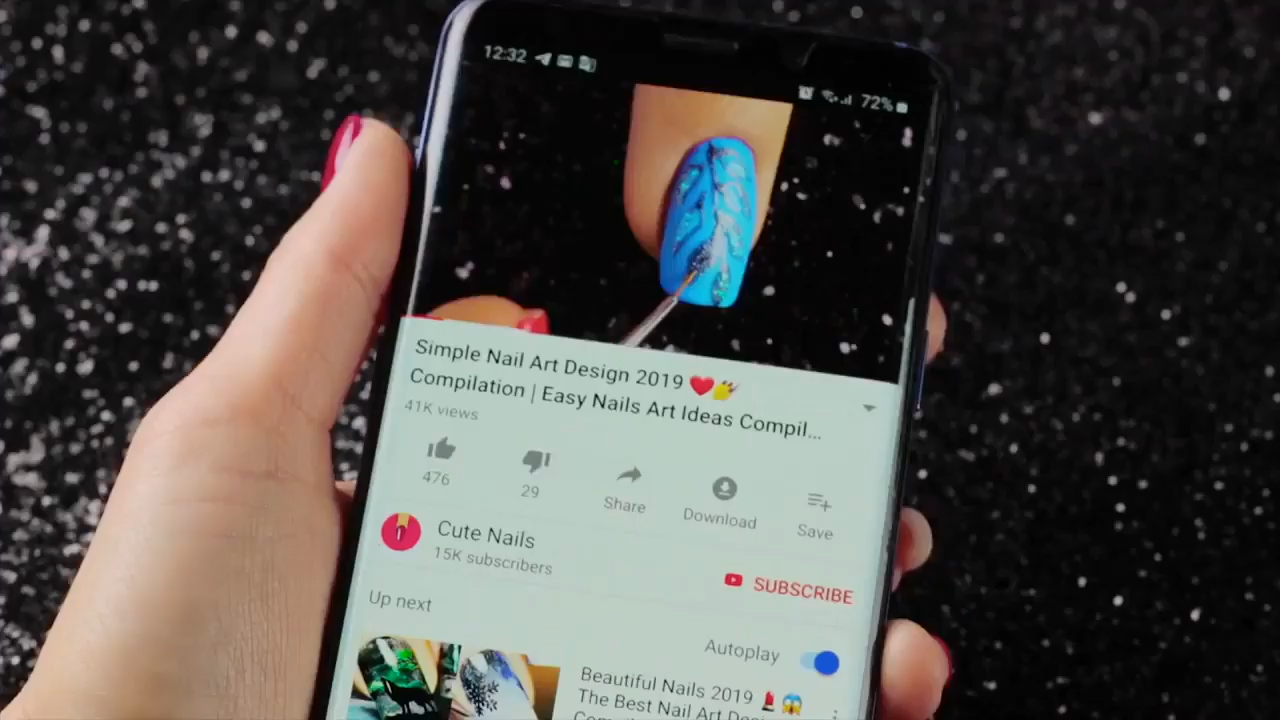 12:32
72%
Simple Nail Art Design 2019 ❤️💅
Compilation | Easy Nails Art Ideas Compil...
41K views
476
29
Share
Download
Save
Cute Nails
15K subscribers
SUBSCRIBE
Up next
Autoplay
Beautiful Nails 2019 💄😱
The Best Nail Art